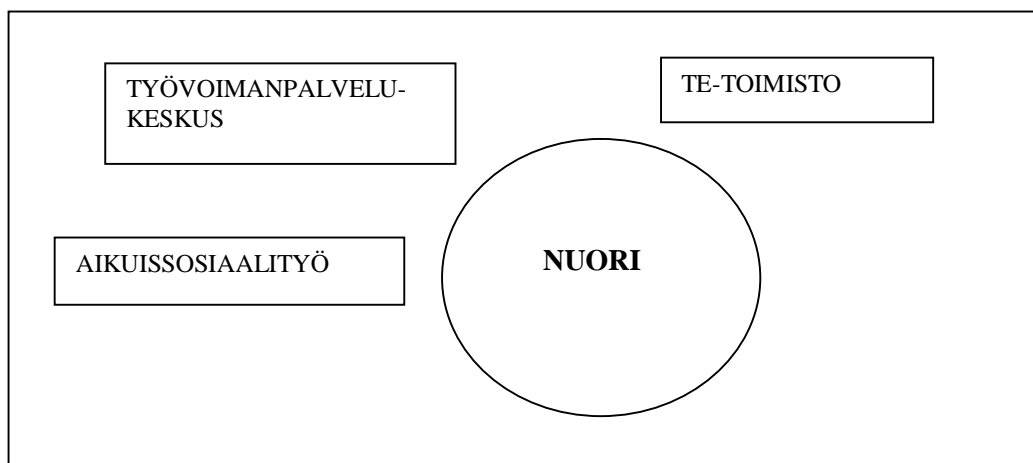 TYÖVOIMANPALVELU-
KESKUS
TE-TOIMISTO
AIKUISSOSIAALITYÖ
NUORI